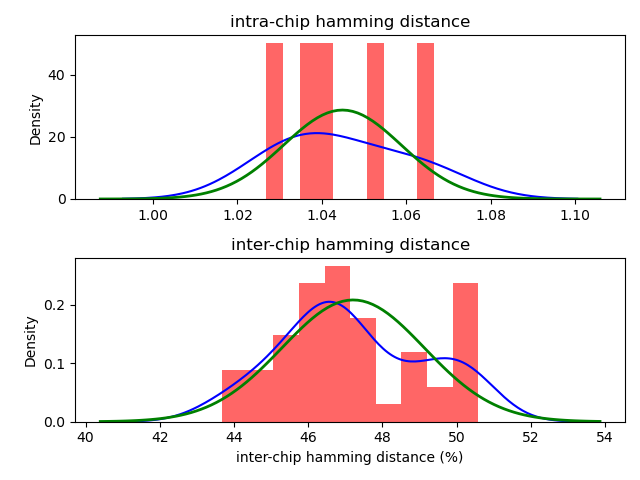 intra-chip hamming distance
Density
40
20
0
1.00 1.02 1.04 1.06 1.08 1.10
inter-chip hamming distance
Density
0.2
0.1
0.0
40 42 44 46 48 50 52 54
inter-chip hamming distance (%)